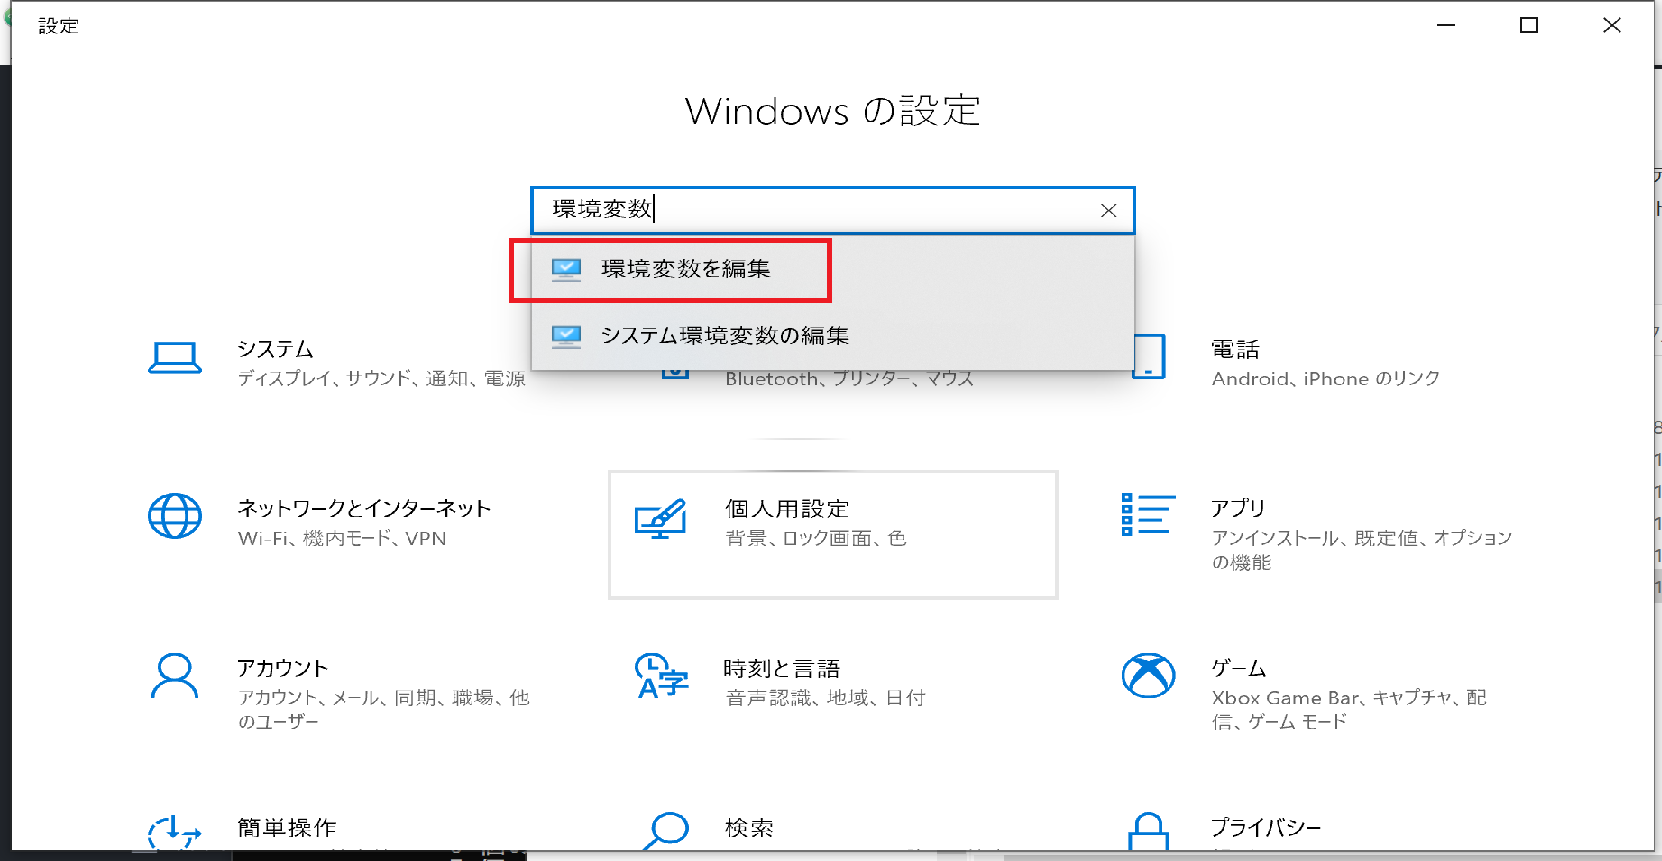 設定
Windows の設定
環境変数
環境変数を編集
システム環境変数の編集
システム
ディスプレイ、サウンド、通知、電源
Bluetooth、プリンター、マウス
電話
Android、iPhone のリンク
ネットワークとインターネット
Wi-Fi、機内モード、VPN
個人用設定
背景、ロック画面、色
アプリ
アンインストール、既定値、オプション
の機能
アカウント
アカウント、メール、同期、職場、他
のユーザー
時刻と言語
音声認識、地域、日付
ゲーム
Xbox Game Bar、キャプチャ、配
信、ゲーム モード
簡単操作
検索
プライバシー